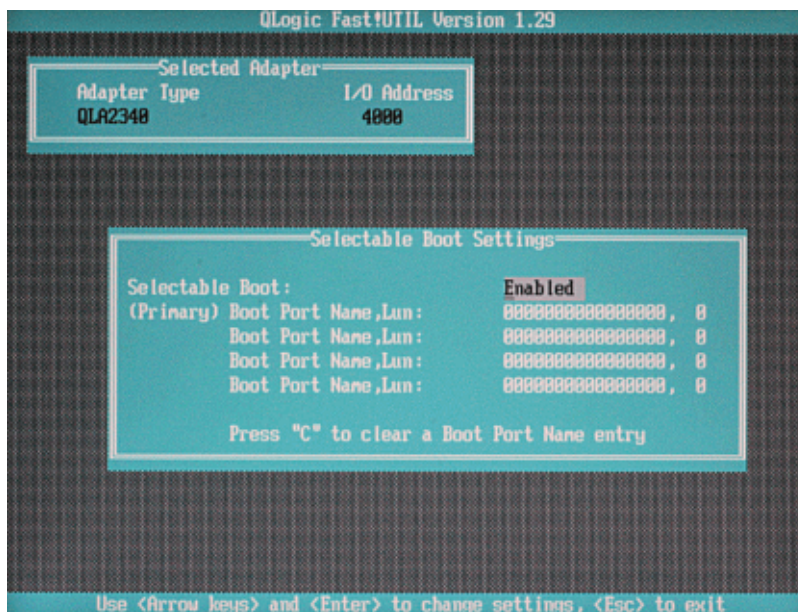 QLogic Fast!UTIL Version 1.29
Selected Adapter
Adapter Type I/O Address
QLA2340 4000
Selectable Boot Settings
Selectable Boot: Enabled
(Primary) Boot Port Name,Lun: 0000000000000000, 0
Boot Port Name,Lun: 0000000000000000, 0
Boot Port Name,Lun: 0000000000000000, 0
Boot Port Name,Lun: 0000000000000000, 0
Press "C" to clear a Boot Port Name entry
Use <Arrow keys> and <Enter> to change settings, <Esc> to exit